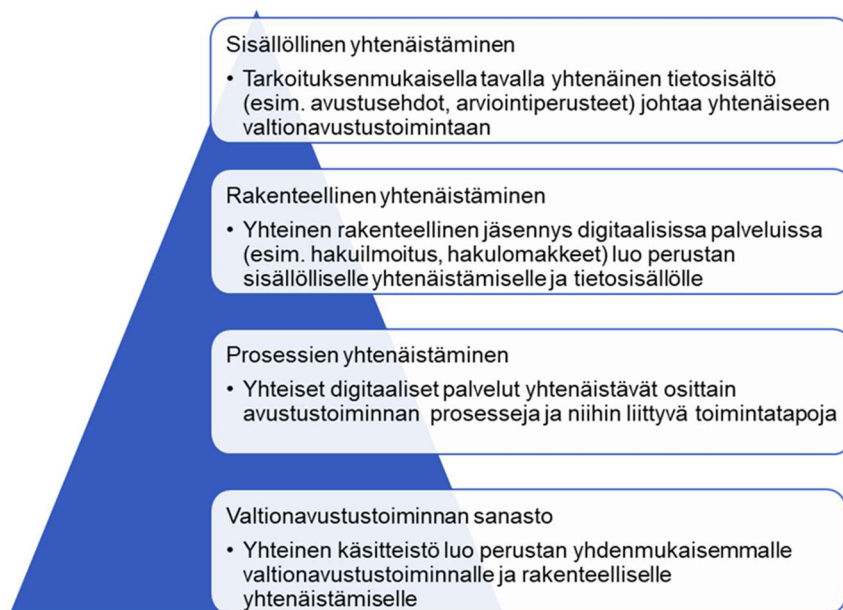 Sisällöllinen yhtenäistäminen
• Tarkoituksenmukaisella tavalla yhtenäinen tietosisältö
(esim. avustusehdot, arviointiperusteet) johtaa yhtenäiseen
valtionavustustoimintaan
Rakenteellinen yhtenäistäminen
• Yhteinen rakenteellinen jäsennys digitaalisissa palveluissa
(esim. hakuilmoitus, hakulomakkeet) luo perustan
sisällölliselle yhtenäistämiselle ja tietosisällölle
Prosessien yhtenäistäminen
• Yhteiset digitaaliset palvelut yhtenäistävät osittain
avustustoiminnan prosesseja ja niihin liittyvä toimintatapoja
Valtionavustustoiminnan sanasto
• Yhteinen käsitteistö luo perustan yhdenmukaisemmalle
valtionavustustoiminnalle ja rakenteelliselle
yhtenäistämiselle